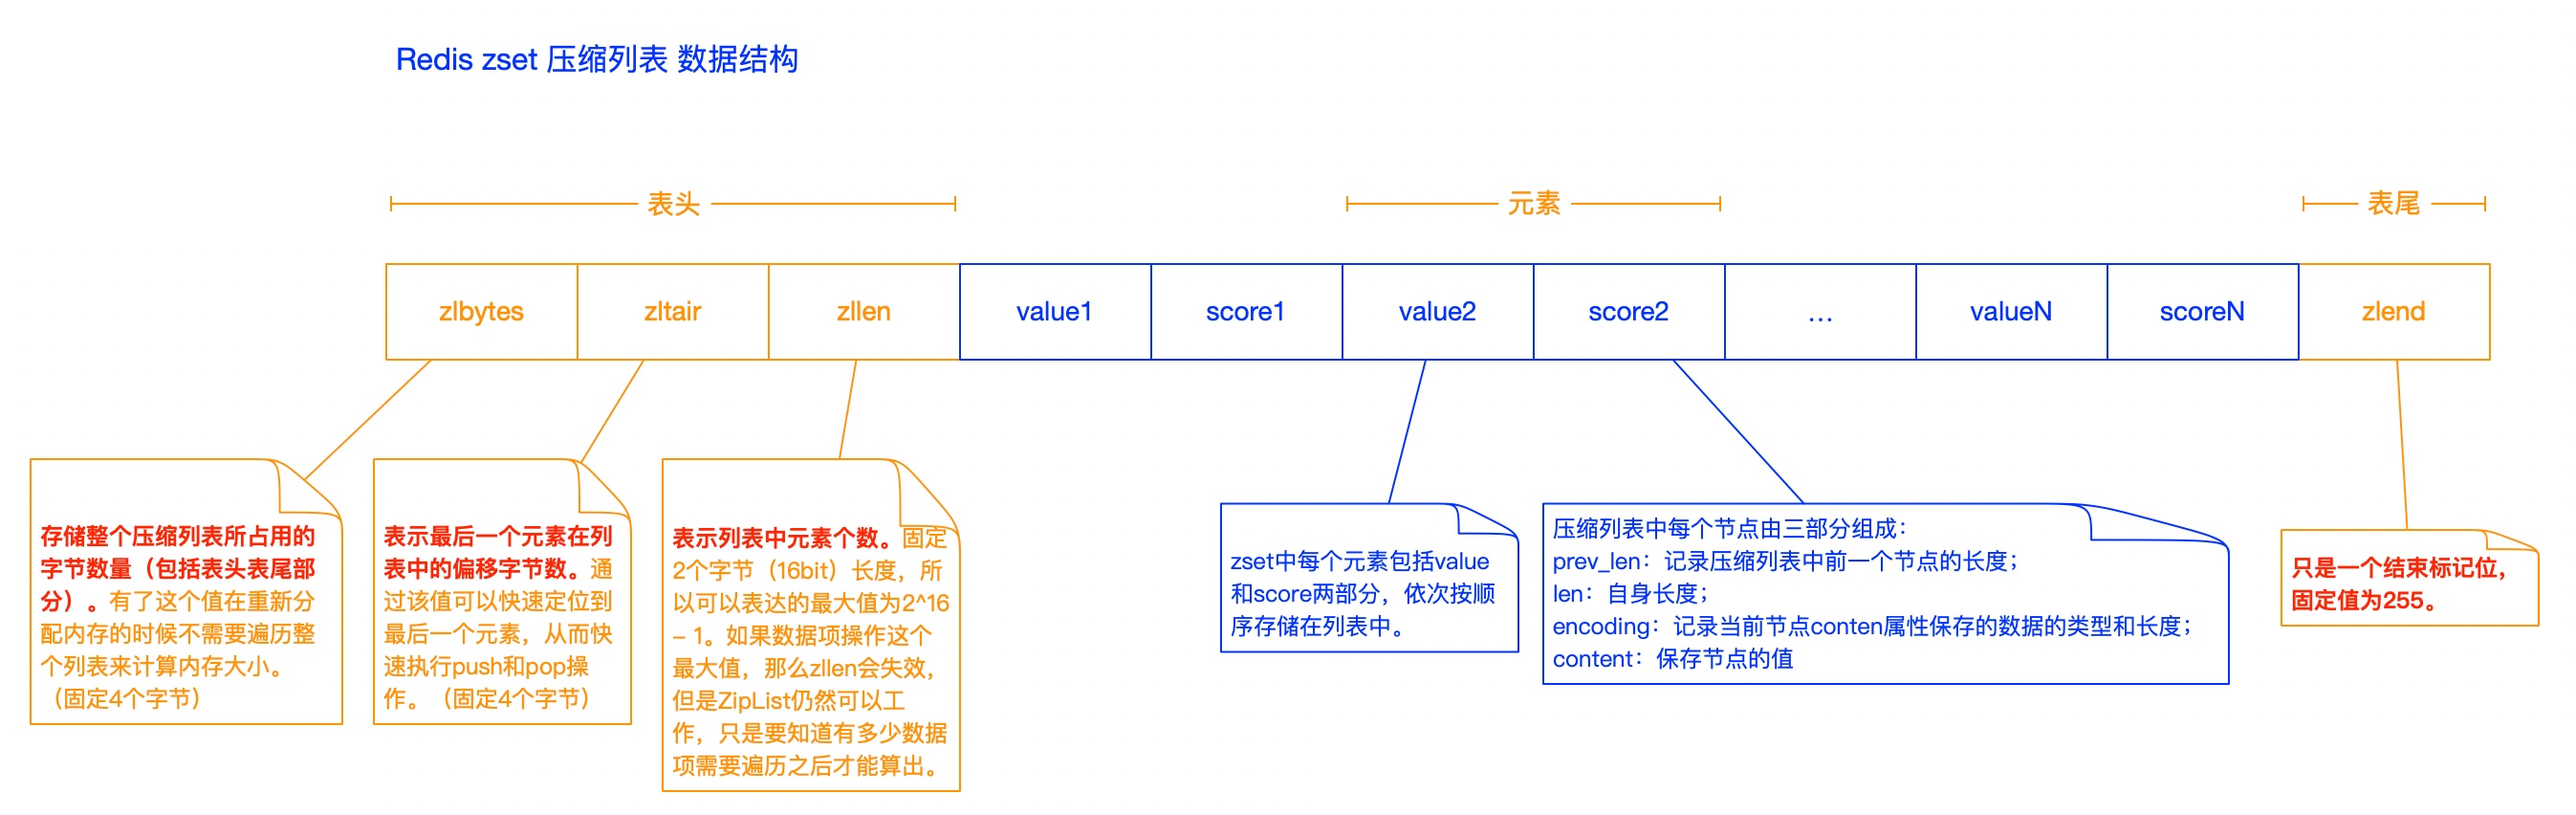 Redis zset 压缩列表 数据结构
表头
元素
表尾
zlbytes
zltair
zllen
value1
score1
value2
score2
...
valueN
scoreN
zlend
存储整个压缩列表所占用的
字节数量（包括表头表尾部
分）。有了这个值在重新分
配内存的时候不需要遍历整
个列表来计算内存大小。
（固定4个字节）
表示最后一个元素在列
表中的偏移字节数。通
过该值可以快速定位到
最后一个元素，从而快
速执行push和pop操
作。（固定4个字节）
表示列表中元素个数。固定
2个字节（16bit）长度，所
以可以表达的最大值为2^16
– 1。如果数据项操作这个
最大值，那么zllen会失效，
但是ZipList仍然可以工
作，只是要知道有多少数据
项需要遍历之后才能算出。
zset中每个元素包括value
和score两部分，依次按顺
序存储在列表中。
压缩列表中每个节点由三部分组成：
prev_len：记录压缩列表中前一个节点的长度；
len：自身长度；
encoding：记录当前节点conten属性保存的数据的类型和长度；
content：保存节点的值
只是一个结束标记位，
固定值为255。